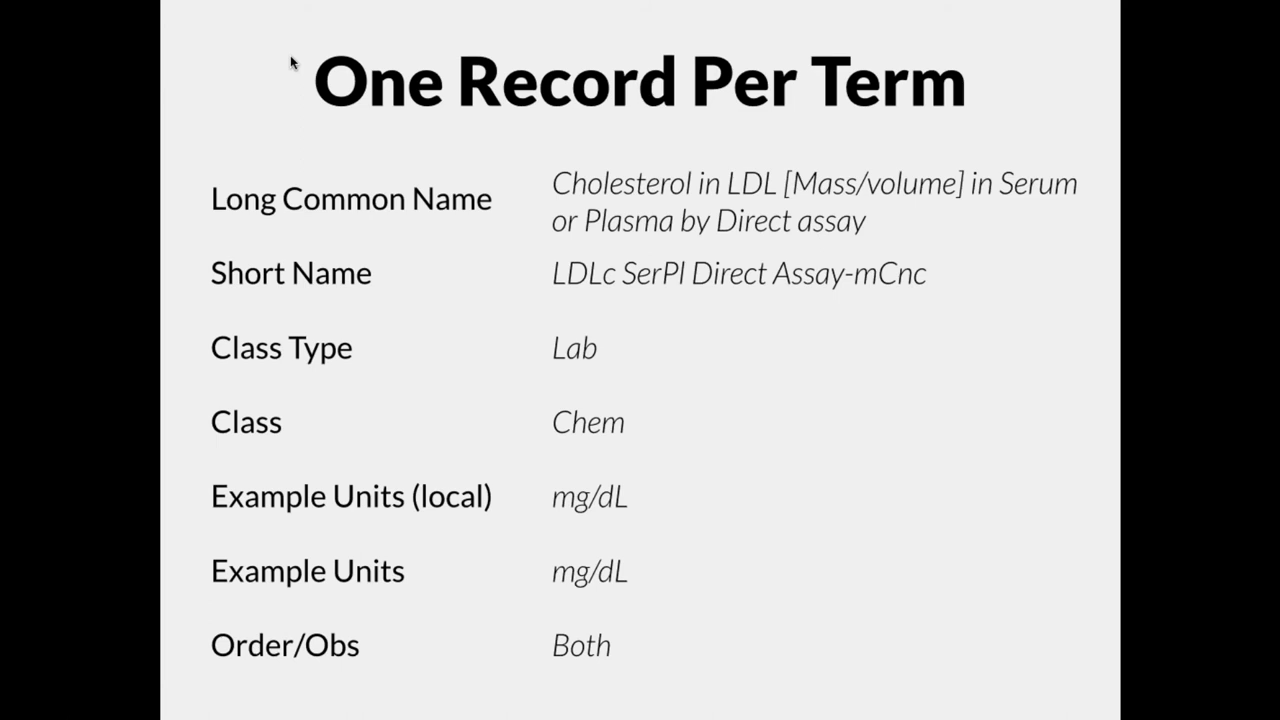 One Record Per Term
Long Common Name
Cholesterol in LDL [Mass/volume] in Serum
or Plasma by Direct assay
Short Name
LDLc SerPl Direct Assay-mCnc
Class Type
Lab
Class
Chem
Example Units (local)
mg/dL
Example Units
mg/dL
Order/Obs
Both